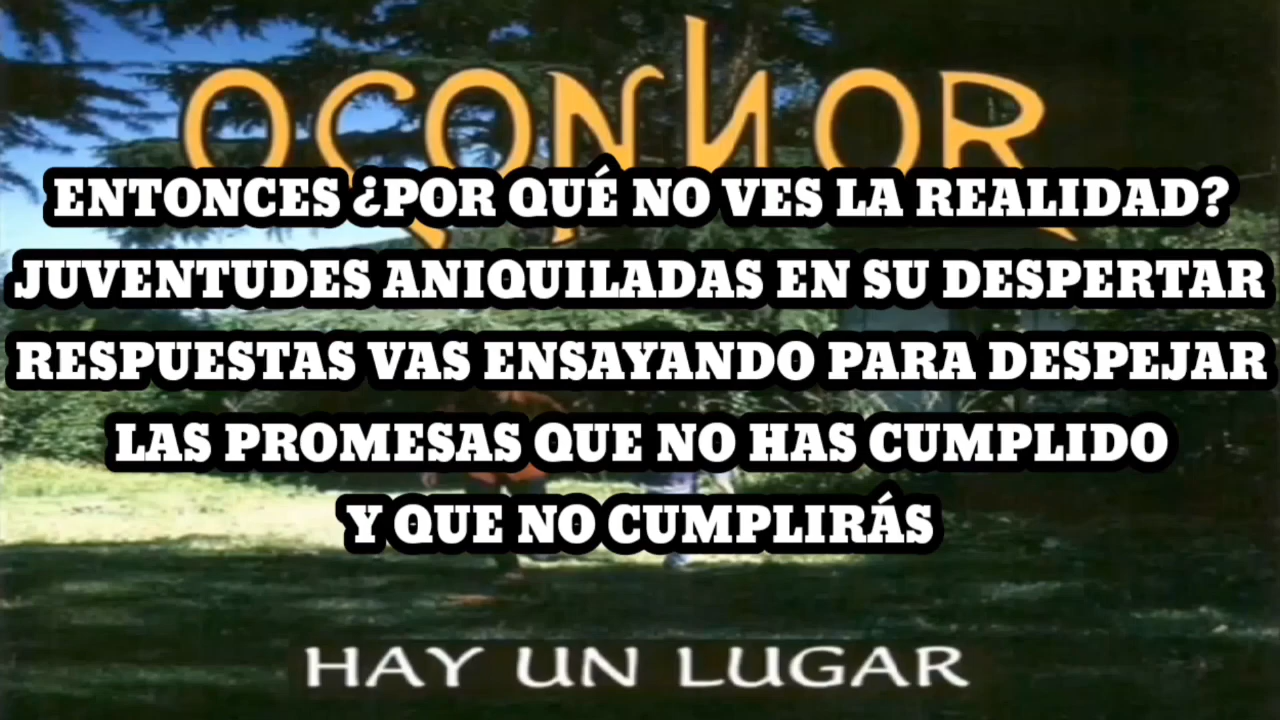 OCONNOR
ENTONCES ¿POR QUÉ NO VES LA REALIDAD?
JUVENTUDES ANIQUILADAS EN SU DESPERTAR
RESPUESTAS VAS ENSAYANDO PARA DESPEJAR
LAS PROMESAS QUE NO HAS CUMPLIDO
Y QUE NO CUMPLIRÁS
HAY UN LUGAR